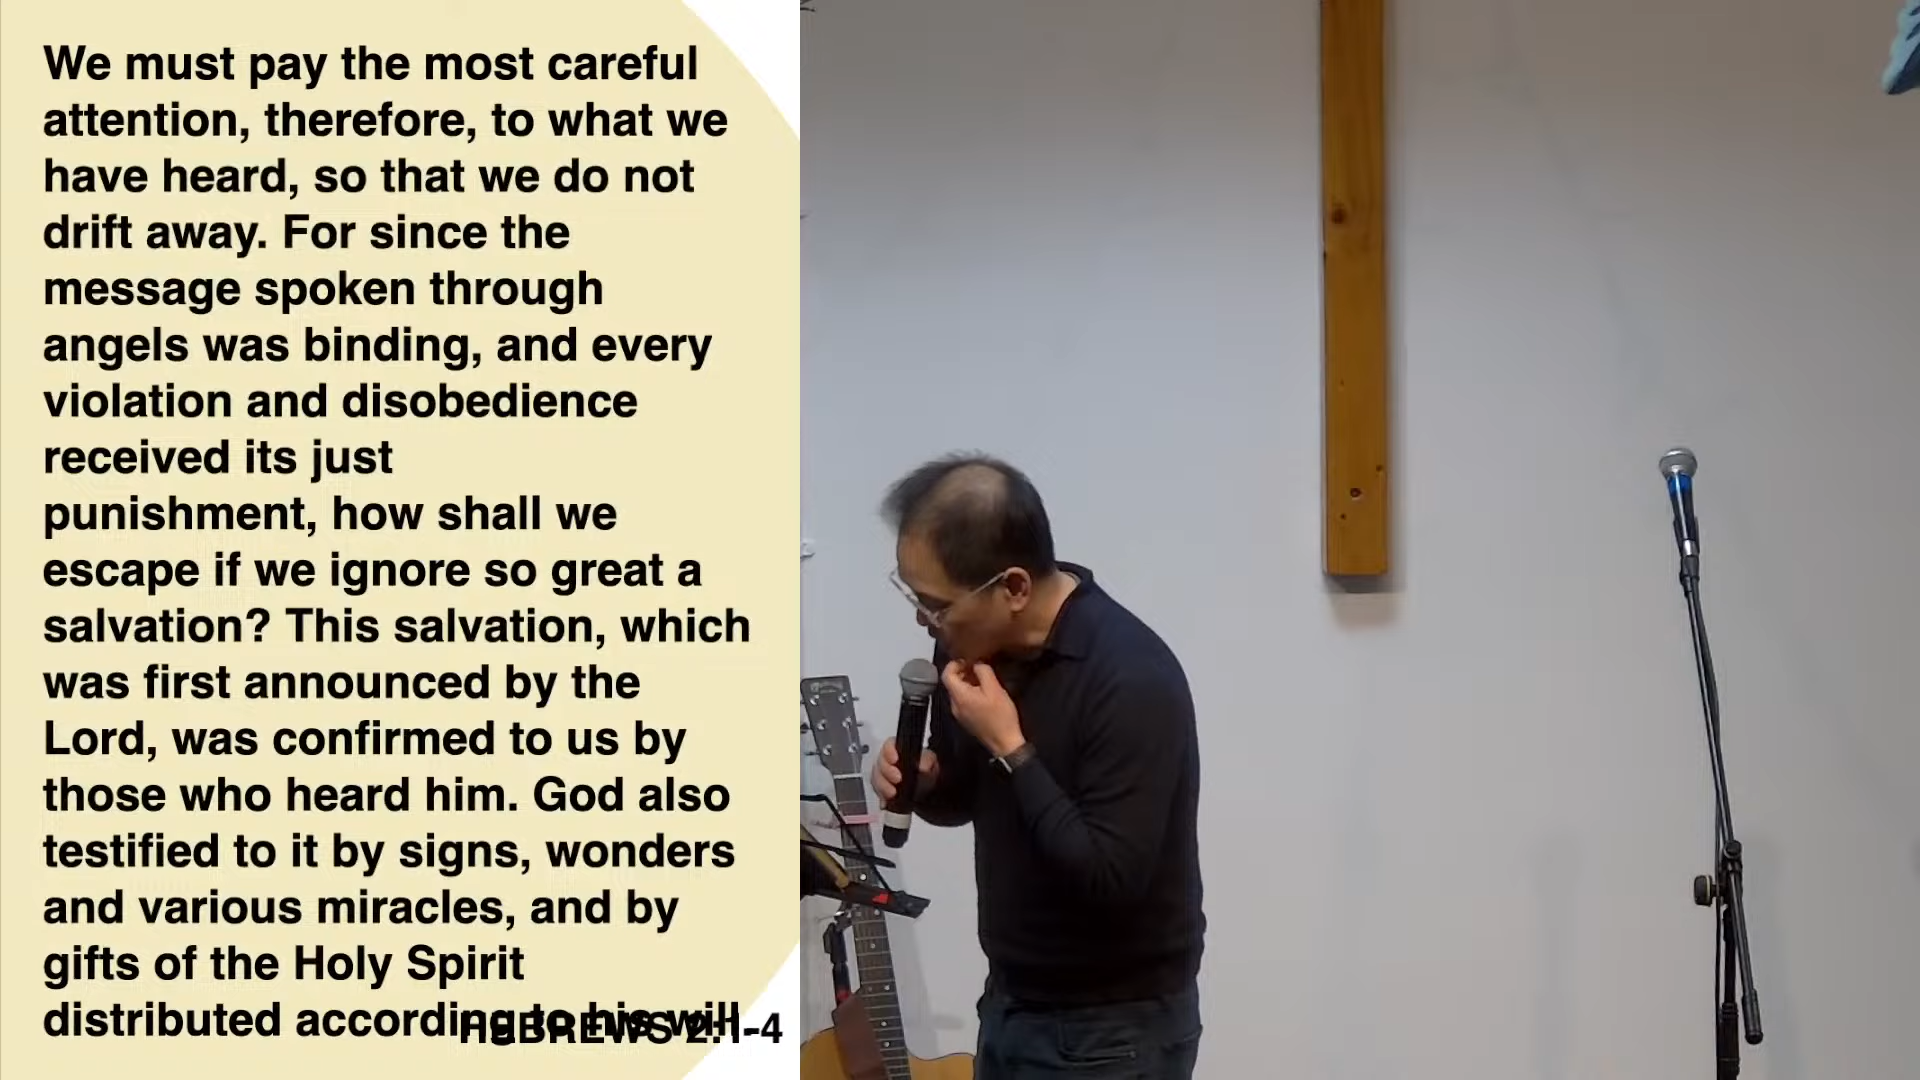 We must pay the most careful
attention, therefore, to what we
have heard, so that we do not
drift away. For since the
message spoken through
angels was binding, and every
violation and disobedience
received its just
punishment, how shall we
escape if we ignore so great a
salvation? This salvation, which
was first announced by the
Lord, was confirmed to us by
those who heard him. God also
testified to it by signs, wonders
and various miracles, and by
gifts of the Holy Spirit
distributed according to his will.
HEBREWS 2:1-4